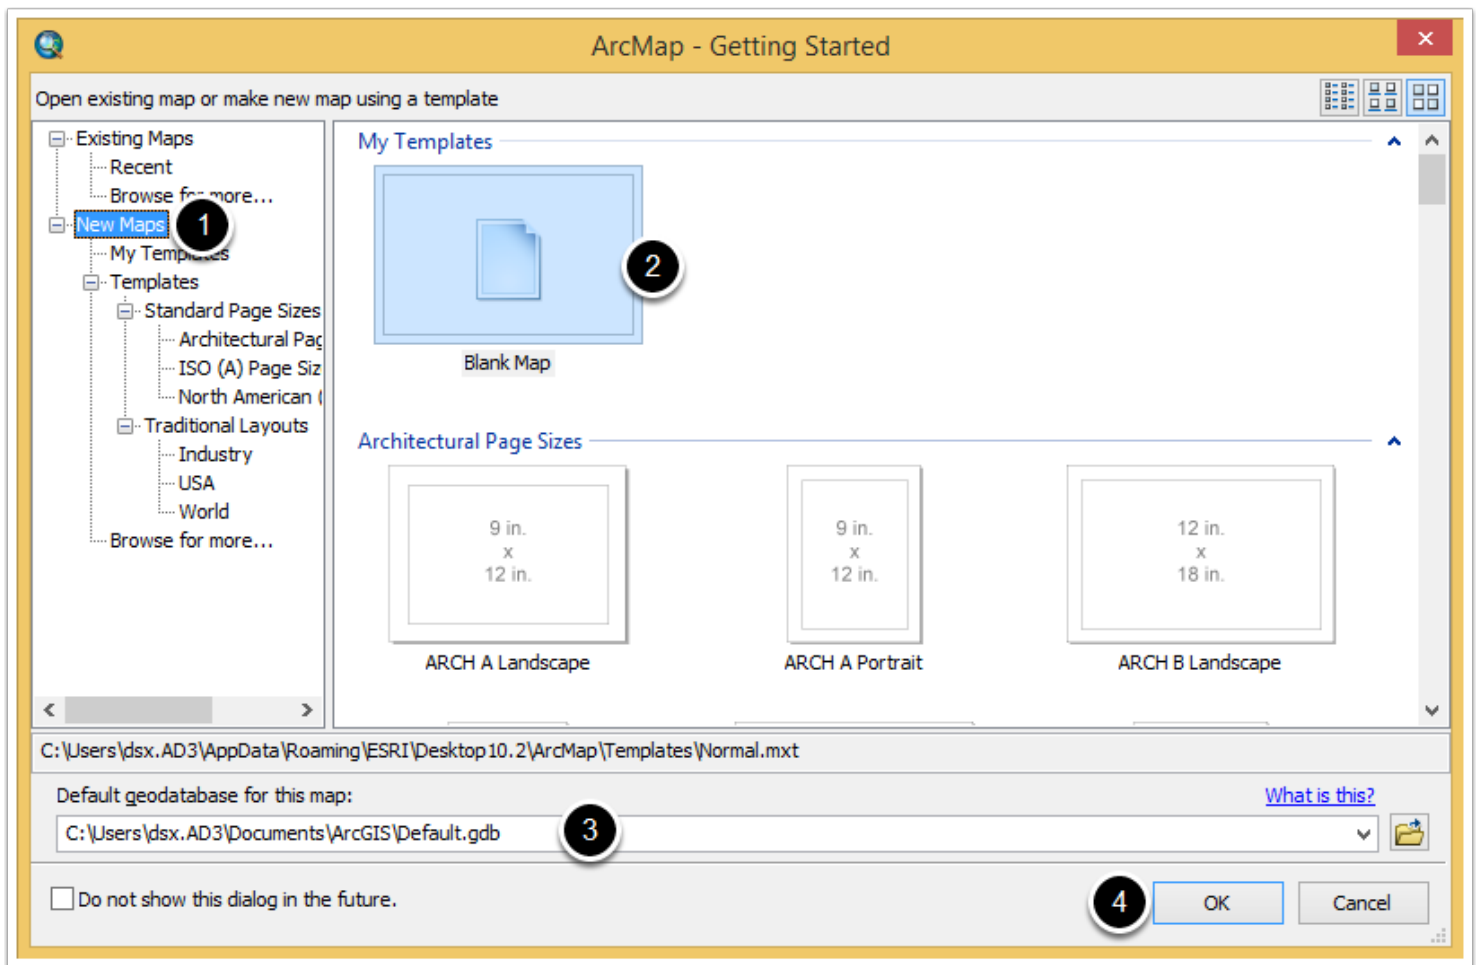 ArcMap - Getting Started
Open existing map or make new map using a template
Existing Maps
Recent
Browse for more...
New Maps
1
My Templates
Templates
Standard Page Sizes
Architectural Pag
ISO (A) Page Siz
North American (
Traditional Layouts
Industry
USA
World
Browse for more...
My Templates
2
Blank Map
Architectural Page Sizes
9 in.
x
12 in.
ARCH A Landscape
9 in.
x
12 in.
ARCH A Portrait
12 in.
x
18 in.
ARCH B Landscape
C:\Users\dsx.AD3\AppData\Roaming\ESRI\Desktop10.2\ArcMap\Templates\Normal.mxt
Default geodatabase for this map:
What is this?
C:\Users\dsx.AD3\Documents\ArcGIS\Default.gdb
3
Do not show this dialog in the future.
4
OK
Cancel